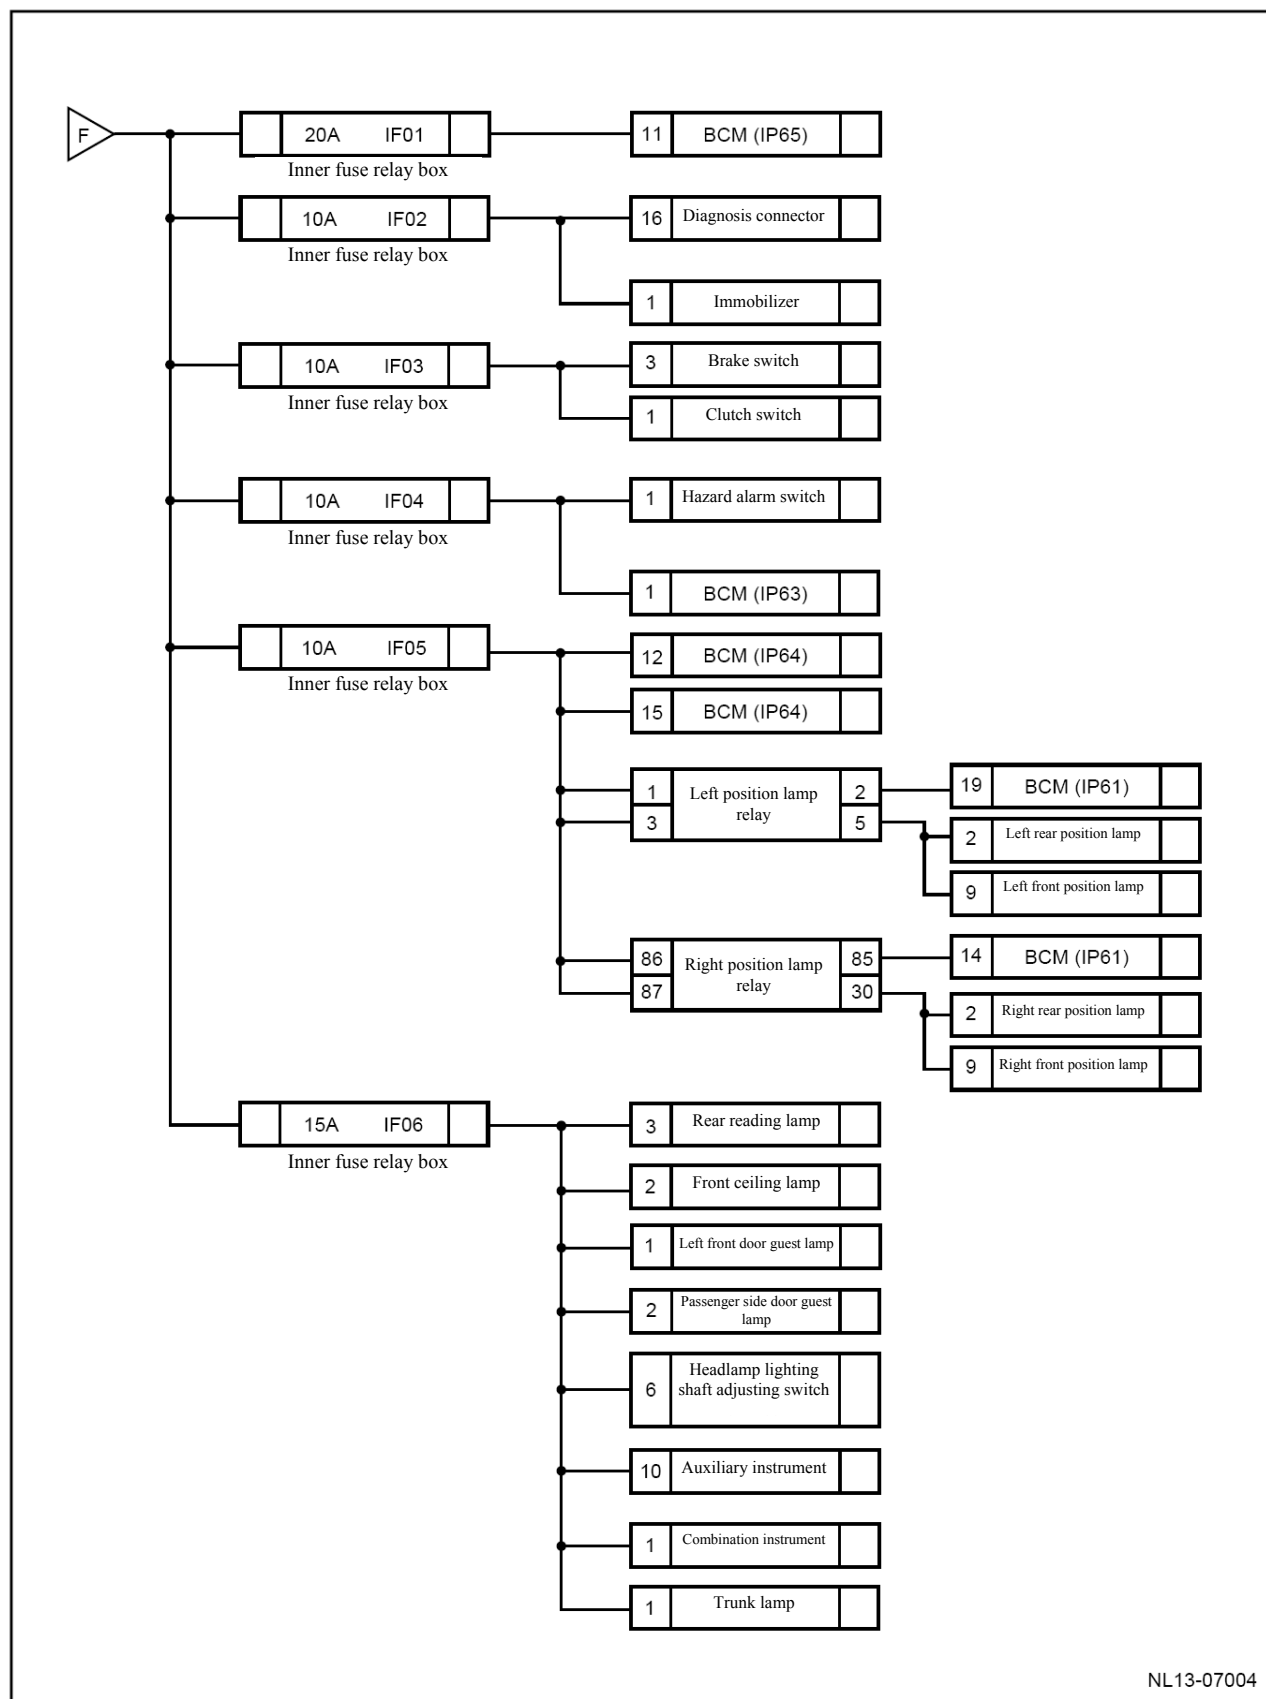 F
20A IF01
11 BCM (IP65)
Inner fuse relay box
10A IF02
16 Diagnosis connector
Inner fuse relay box
1 Immobilizer
10A IF03
3 Brake switch
Inner fuse relay box
1 Clutch switch
10A IF04
1 Hazard alarm switch
Inner fuse relay box
1 BCM (IP63)
10A IF05
12 BCM (IP64)
Inner fuse relay box
15 BCM (IP64)
1 Left position lamp 2
3 relay 5
19 BCM (IP61)
2 Left rear position lamp
9 Left front position lamp
86 Right position lamp 85
87 relay 30
14 BCM (IP61)
2 Right rear position lamp
9 Right front position lamp
15A IF06
3 Rear reading lamp
Inner fuse relay box
2 Front ceiling lamp
1 Left front door guest lamp
2 Passenger side door guest
lamp
6 Headlamp lighting
shaft adjusting switch
10 Auxiliary instrument
1 Combination instrument
1 Trunk lamp
NL13-07004